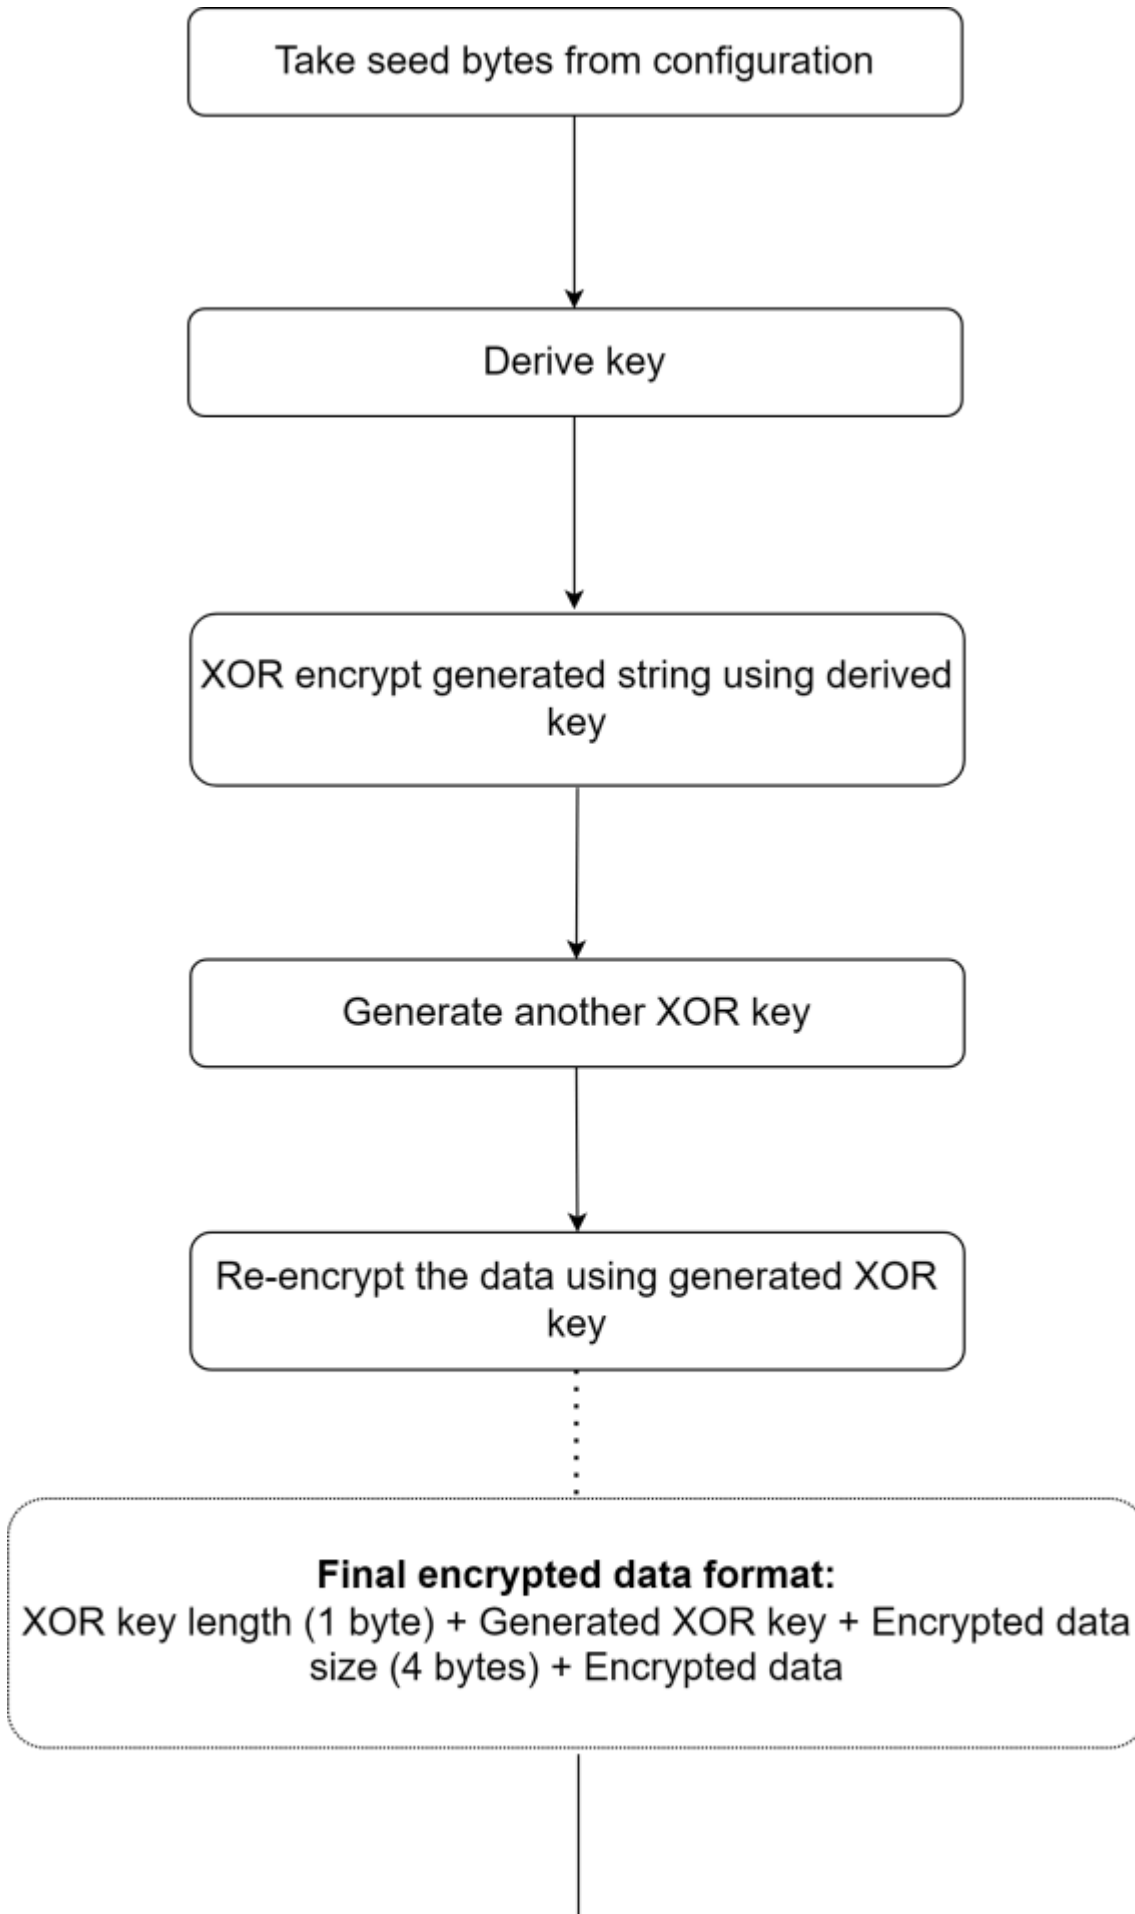 Take seed bytes from configuration
Derive key
XOR encrypt generated string using derived
key
Generate another XOR key
Re-encrypt the data using generated XOR
key
Final encrypted data format:
XOR key length (1 byte) + Generated XOR key + Encrypted data
size (4 bytes) + Encrypted data